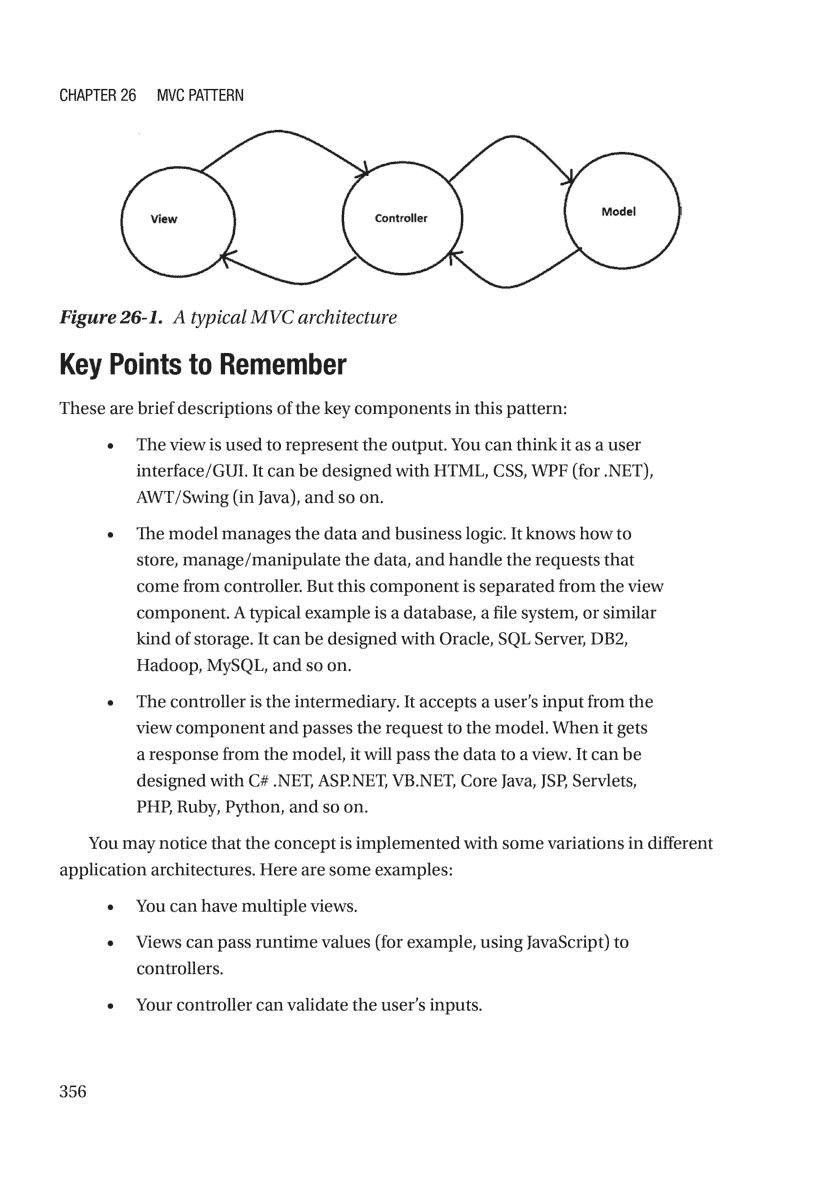 CHAPTER 26 MVC PATTERN
View
Controller
Model
Figure 26-1. A typical MVC architecture
Key Points to Remember
These are brief descriptions of the key components in this pattern:
• The view is used to represent the output. You can think it as a user
interface/GUI. It can be designed with HTML, CSS, WPF (for .NET),
AWT/Swing (in Java), and so on.
• The model manages the data and business logic. It knows how to
store, manage/manipulate the data, and handle the requests that
come from controller. But this component is separated from the view
component. A typical example is a database, a file system, or similar
kind of storage. It can be designed with Oracle, SQL Server, DB2,
Hadoop, MySQL, and so on.
• The controller is the intermediary. It accepts a user’s input from the
view component and passes the request to the model. When it gets
a response from the model, it will pass the data to a view. It can be
designed with C# .NET, ASP.NET, VB.NET, Core Java, JSP, Servlets,
PHP, Ruby, Python, and so on.
You may notice that the concept is implemented with some variations in different
application architectures. Here are some examples:
• You can have multiple views.
• Views can pass runtime values (for example, using JavaScript) to
controllers.
• Your controller can validate the user’s inputs.
356